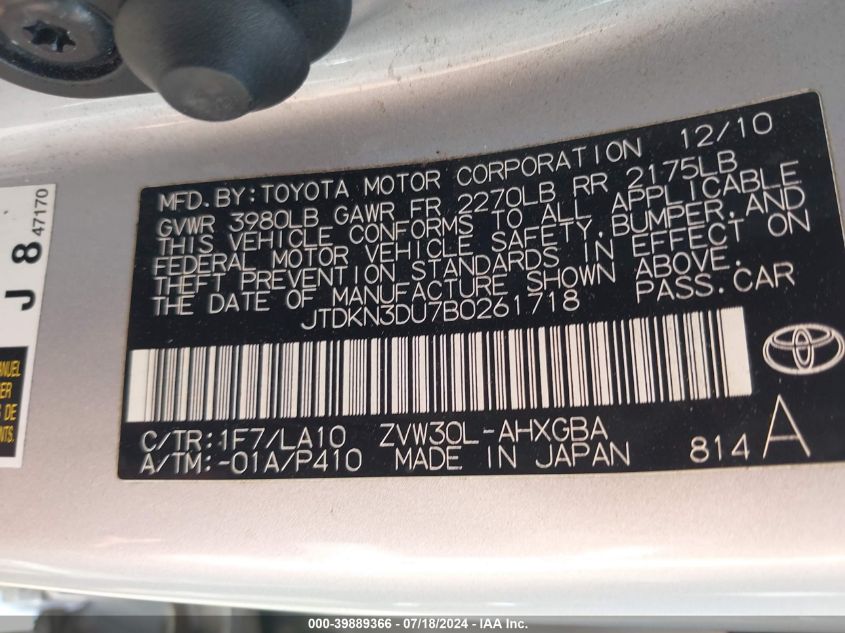 MFD. BY: TOYOTA MOTOR CORPORATION 12/10
GVWR 3980LB GAWR FR 2270LB RR 2175LB
THIS VEHICLE CONFORMS TO ALL APPLICABLE
FEDERAL MOTOR VEHICLE SAFETY, BUMPER, AND
THEFT PREVENTION STANDARDS IN EFFECT ON
THE DATE OF MANUFACTURE SHOWN ABOVE.
JTDKN3DU7B0261718 PASS. CAR
C/TR: 1F7/LA10 ZVW30L-AHXGBA
A/TM: -01A/P410 MADE IN JAPAN 814 A
J 8
47170
DE
000-39889366 - 07/18/2024 - IAA Inc.